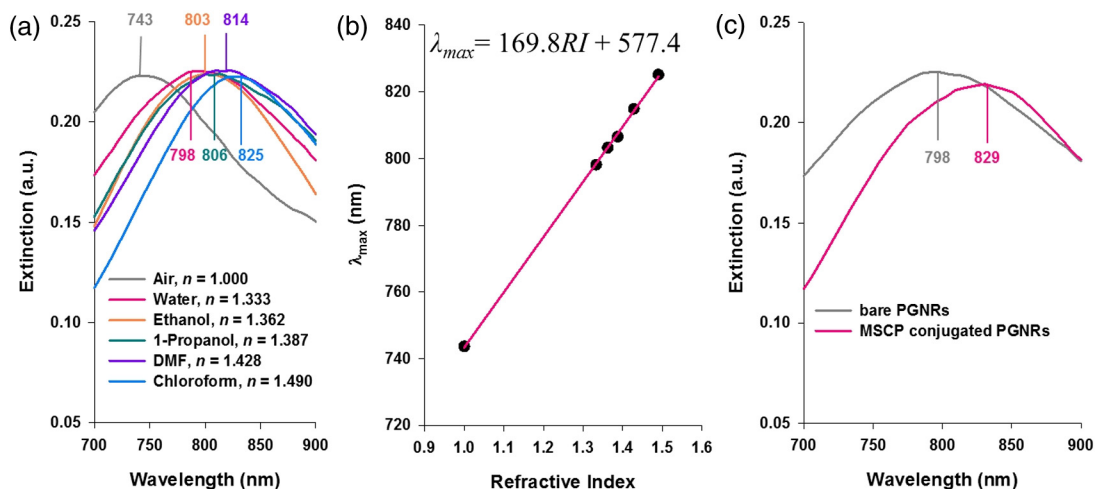 (a)
0.25
0.20
0.15
0.10
0.05
Extinction (a.u.)
743
803
814
798
806
825
Air, n = 1.000
Water, n = 1.333
Ethanol, n = 1.362
1-Propanol, n = 1.387
DMF, n = 1.428
Chloroform, n = 1.490
700 750 800 850 900
Wavelength (nm)
(b)
λmax = 169.8RI + 577.4
840
820
800
780
760
740
720
λmax (nm)
0.9 1.0 1.1 1.2 1.3 1.4 1.5 1.6
Refractive Index
(c)
0.25
0.20
0.15
0.10
0.05
Extinction (a.u.)
798
829
bare PGNRs
MSCP conjugated PGNRs
700 750 800 850 900
Wavelength (nm)